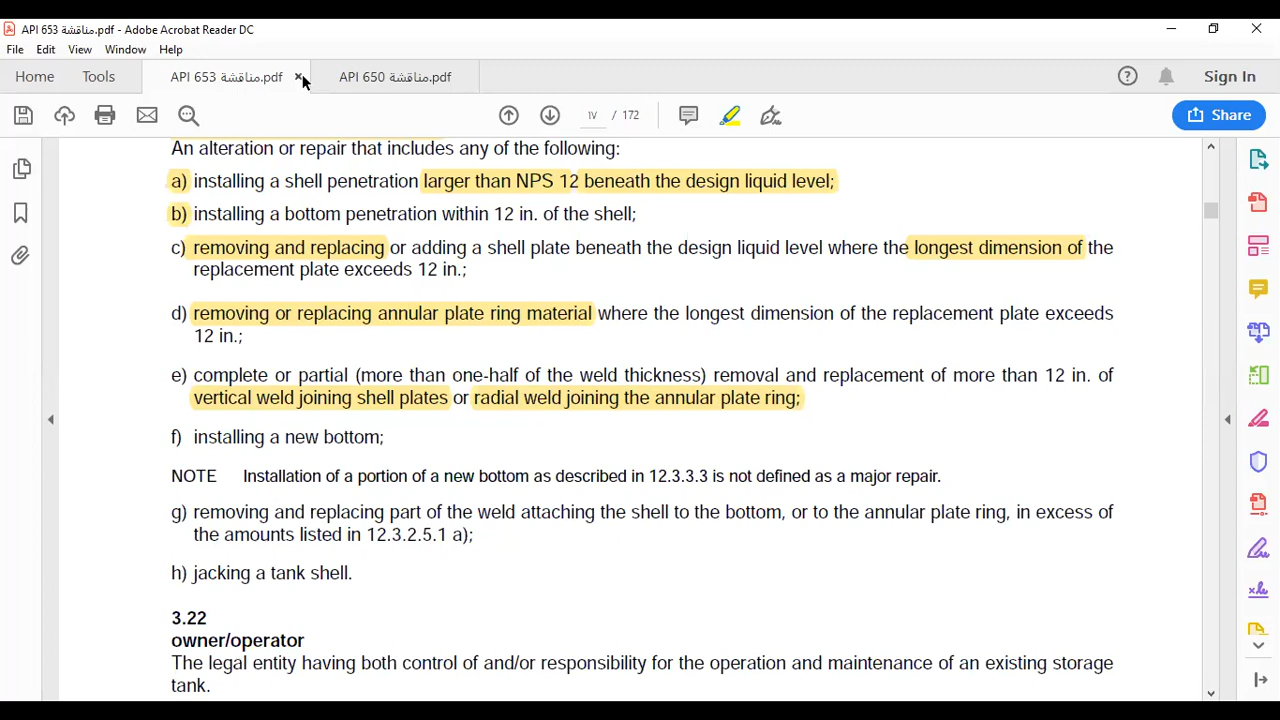 API 653 مناقشة.pdf - Adobe Acrobat Reader DC
File Edit View Window Help
Home Tools API 653 مناقشة.pdf API 650 مناقشة.pdf Sign In
IV / 172 Share
An alteration or repair that includes any of the following:
a) installing a shell penetration larger than NPS 12 beneath the design liquid level;
b) installing a bottom penetration within 12 in. of the shell;
c) removing and replacing or adding a shell plate beneath the design liquid level where the longest dimension of the
replacement plate exceeds 12 in.;
d) removing or replacing annular plate ring material where the longest dimension of the replacement plate exceeds
12 in.;
e) complete or partial (more than one-half of the weld thickness) removal and replacement of more than 12 in. of
vertical weld joining shell plates or radial weld joining the annular plate ring;
f) installing a new bottom;
NOTE Installation of a portion of a new bottom as described in 12.3.3.3 is not defined as a major repair.
g) removing and replacing part of the weld attaching the shell to the bottom, or to the annular plate ring, in excess of
the amounts listed in 12.3.2.5.1 a);
h) jacking a tank shell.
3.22
owner/operator
The legal entity having both control of and/or responsibility for the operation and maintenance of an existing storage
tank.